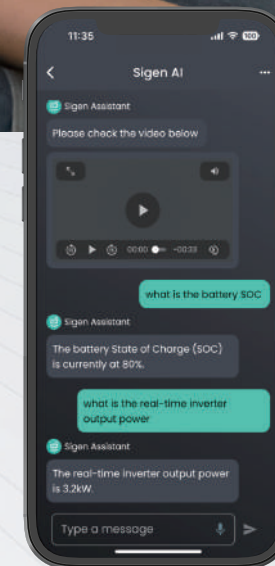 11:35
100
Sigen AI
Sigen Assistant
Please check the video below
00:00
-00:33
what is the battery SOC
Sigen Assistant
The battery State of Charge (SOC)
is currently at 80%.
what is the real-time inverter
output power
Sigen Assistant
The real-time inverter output power
is 3.2kW.
Type a message